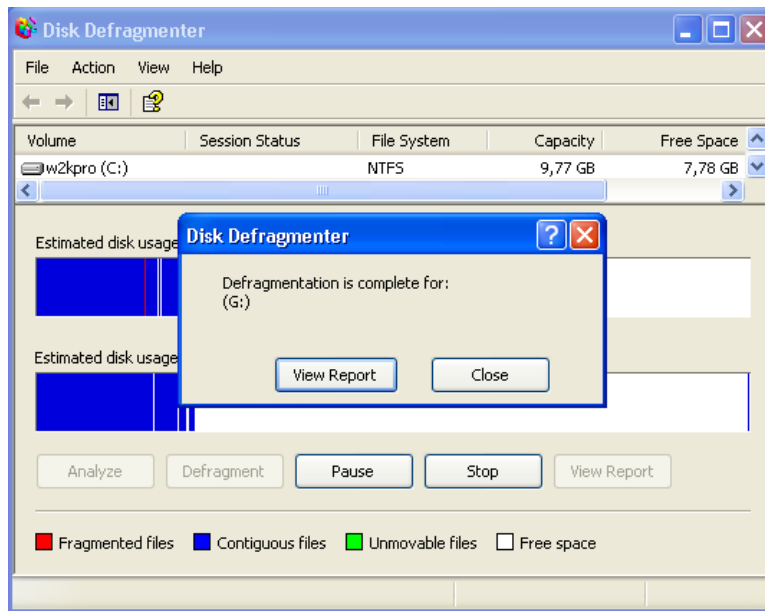 Disk Defragmenter
File Action View Help
Volume Session Status File System Capacity Free Space
w2kpro (C:) NTFS 9,77 GB 7,78 GB
Estimated disk usage
Disk Defragmenter
Defragmentation is complete for:
(G:)
View Report Close
Estimated disk usage
Analyze Defragment Pause Stop View Report
Fragmented files Contiguous files Unmovable files Free space